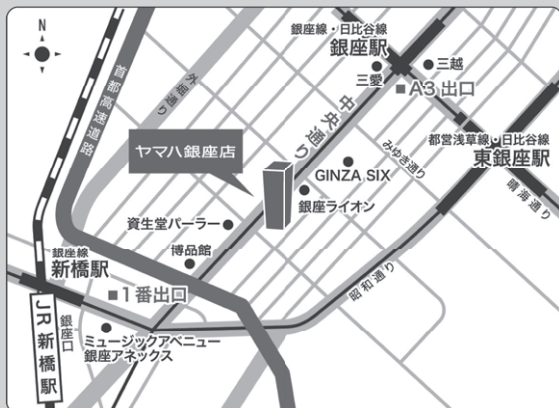 N
銀座線・日比谷線
銀座駅
三越
三愛
A3 出口
首都高速道路
外堀通り
中央通り
ヤマハ銀座店
みゆき通り
都営浅草線・日比谷線
東銀座駅
GINZA SIX
銀座ライオン
晴海通り
資生堂パーラー
博品館
銀座線
新橋駅
昭和通り
1番出口
JR新橋駅
銀座口
ミュージックアベニュー
銀座アネックス